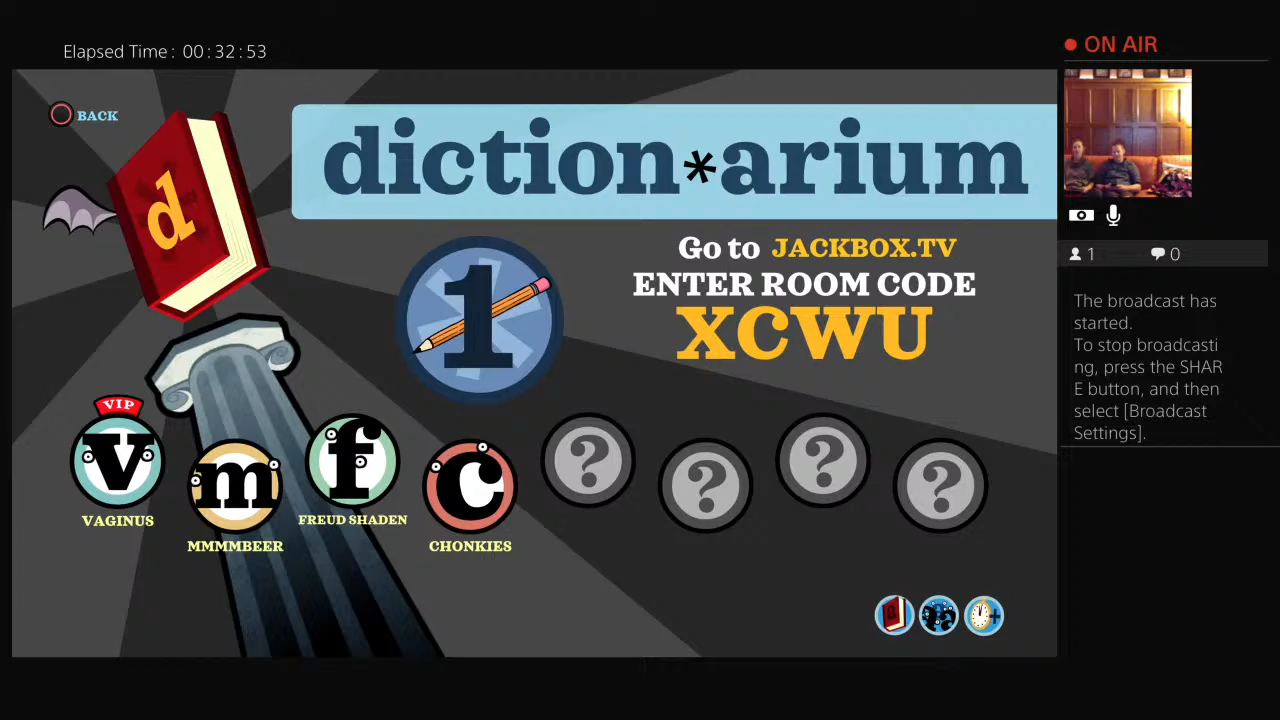 Elapsed Time: 00:32:53
ON AIR
BACK
d
diction*arium
Go to JACKBOX.TV
ENTER ROOM CODE
XCWU
1
1
0
The broadcast has
started.
To stop broadcasti
ng, press the SHAR
E button, and then
select [Broadcast
Settings].
VIP
v
m
f
c
?
?
?
?
VAGINUS
MMMMBEER
FREUD SHADEN
CHONKIES
d